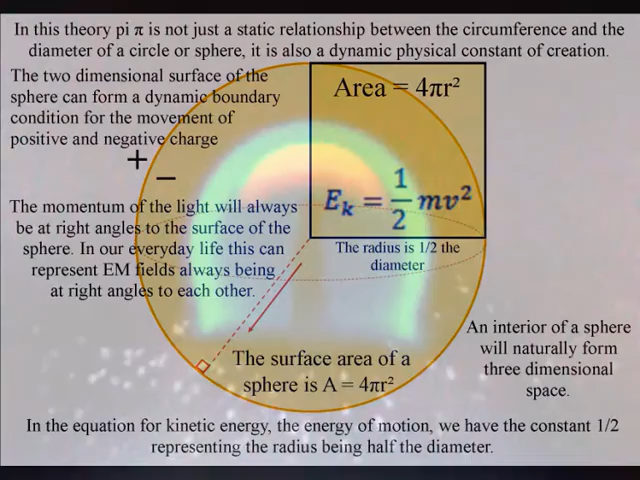 In this theory pi π is not just a static relationship between the circumference and the
diameter of a circle or sphere, it is also a dynamic physical constant of creation.
The two dimensional surface of the
sphere can form a dynamic boundary
condition for the movement of
positive and negative charge
+
−
Area = 4πr²
Eₖ = 1/2 mv²
The momentum of the light will always
be at right angles to the surface of the
sphere. In our everyday life this can
represent EM fields always being
at right angles to each other.
The radius is 1/2 the
diameter
An interior of a sphere
will naturally form
three dimensional
space.
The surface area of a
sphere is A = 4πr²
In the equation for kinetic energy, the energy of motion, we have the constant 1/2
representing the radius being half the diameter.